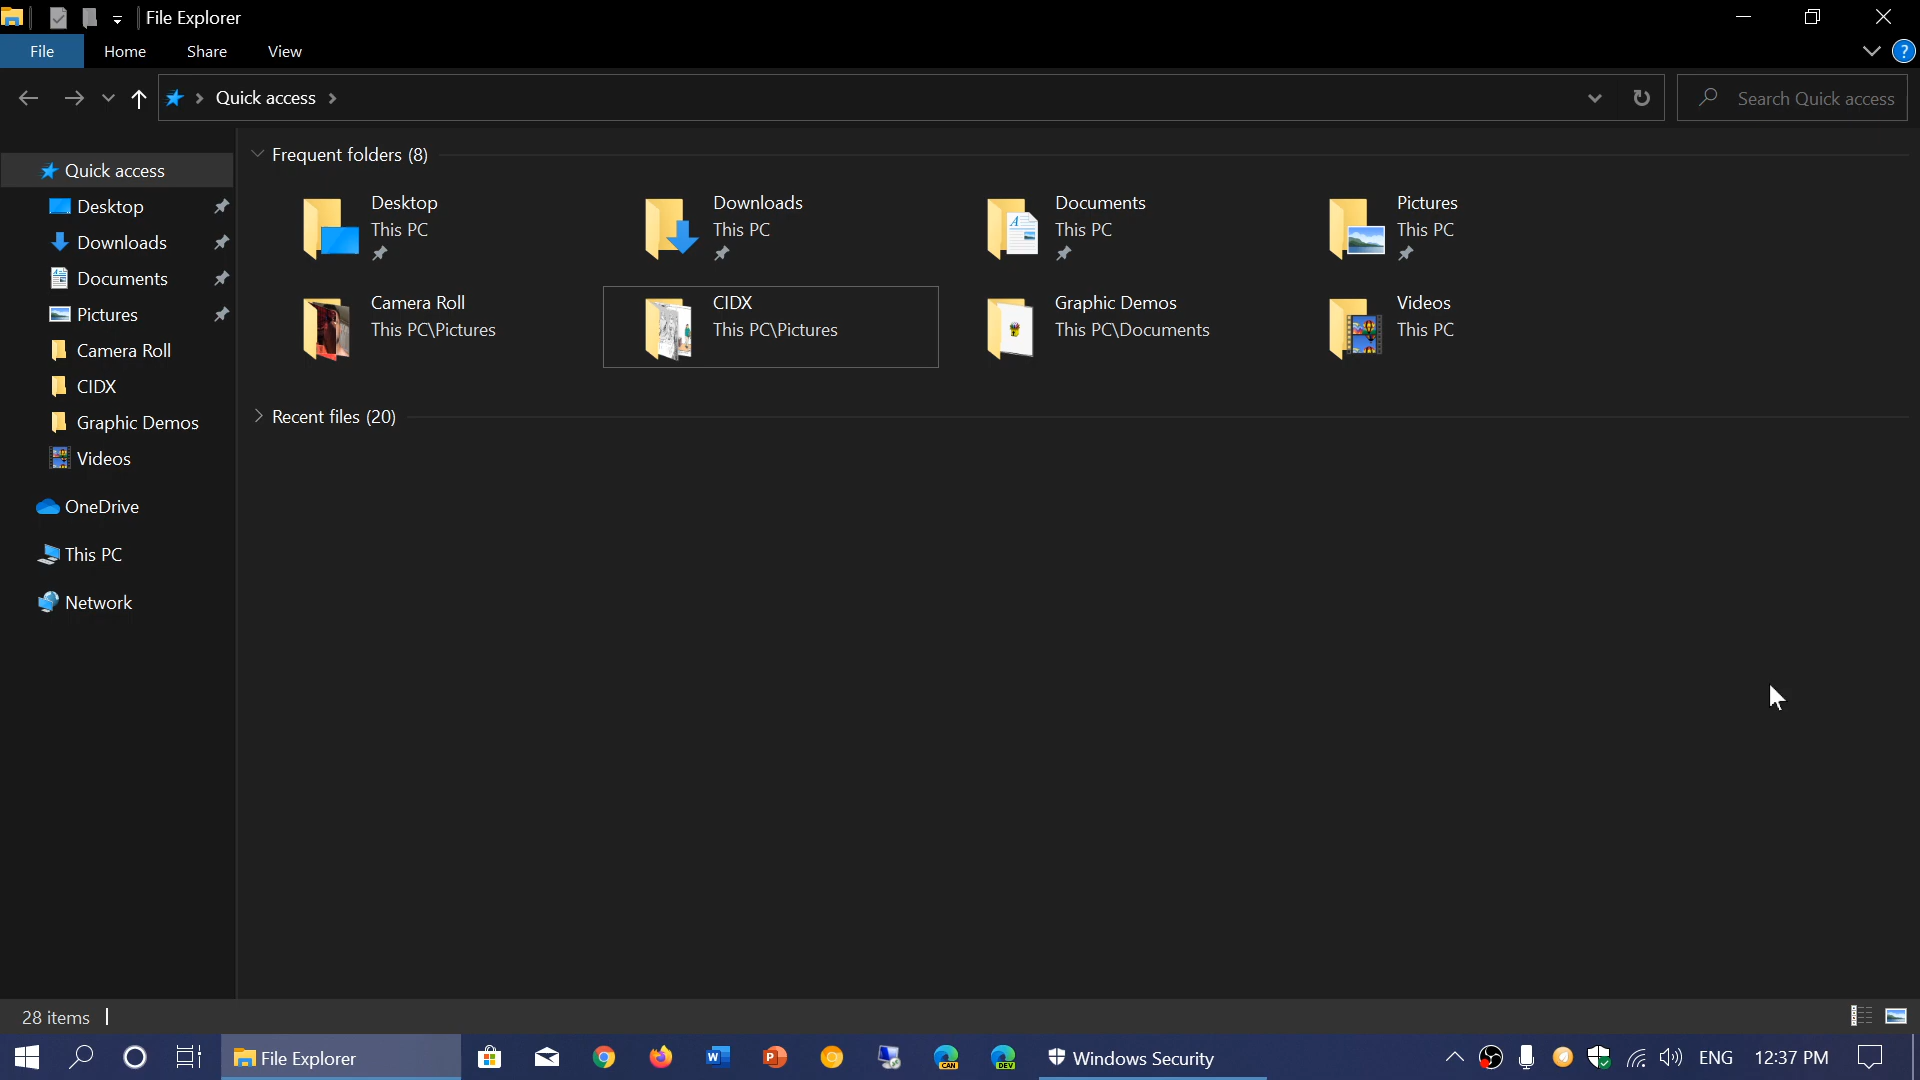 File Explorer
File Home Share View
Quick access
Search Quick access
Quick access
Desktop
Downloads
Documents
Pictures
Camera Roll
CIDX
Graphic Demos
Videos
OneDrive
This PC
Network
Frequent folders (8)
Desktop
This PC
Downloads
This PC
Documents
This PC
Pictures
This PC
Camera Roll
This PC\Pictures
CIDX
This PC\Pictures
Graphic Demos
This PC\Documents
Videos
This PC
Recent files (20)
28 items
File Explorer
CAN
DEV
Windows Security
ENG
12:37 PM